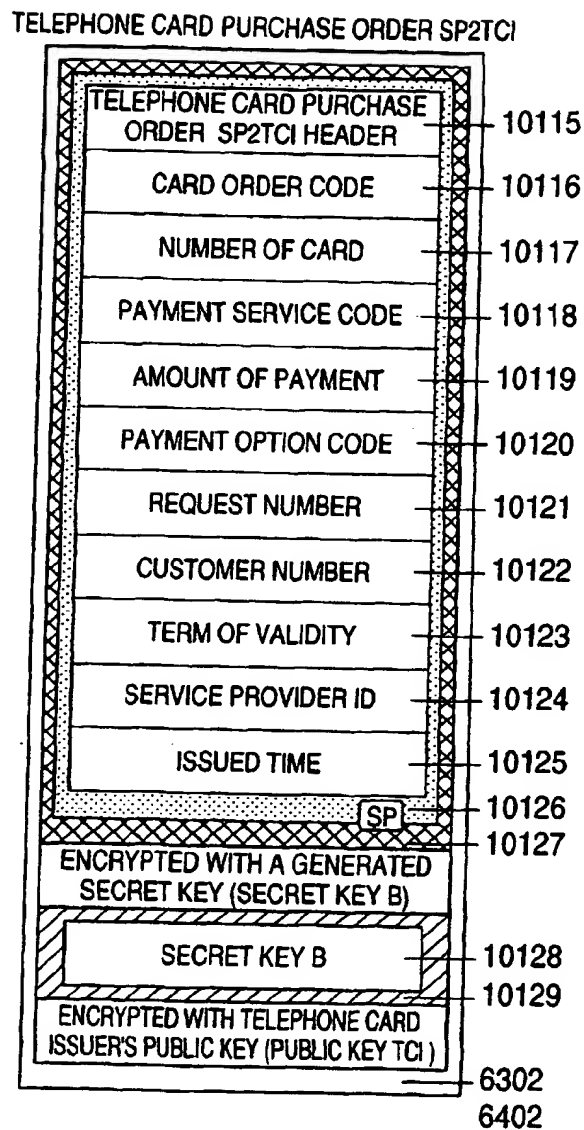 TELEPHONE CARD PURCHASE ORDER SP2TCI
TELEPHONE CARD PURCHASE
ORDER SP2TCI HEADER
10115
CARD ORDER CODE
10116
NUMBER OF CARD
10117
PAYMENT SERVICE CODE
10118
AMOUNT OF PAYMENT
10119
PAYMENT OPTION CODE
10120
REQUEST NUMBER
10121
CUSTOMER NUMBER
10122
TERM OF VALIDITY
10123
SERVICE PROVIDER ID
10124
ISSUED TIME
10125
SP
10126
10127
ENCRYPTED WITH A GENERATED
SECRET KEY (SECRET KEY B)
SECRET KEY B
10128
10129
ENCRYPTED WITH TELEPHONE CARD
ISSUER'S PUBLIC KEY (PUBLIC KEY TCI)
6302
6402